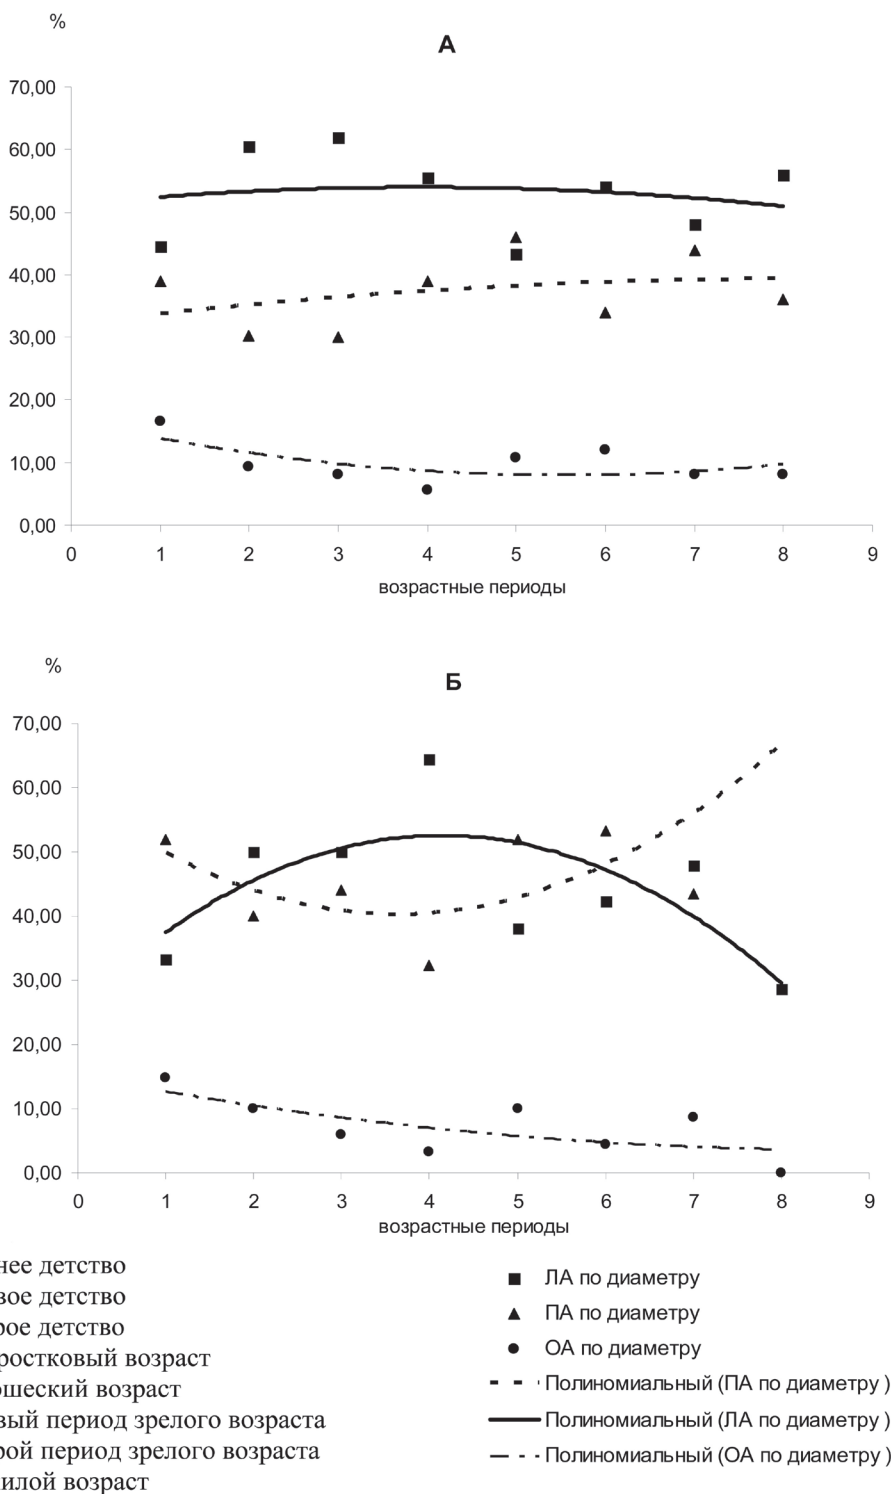 %
А
70,00
60,00
50,00
40,00
30,00
20,00
10,00
0,00
0 1 2 3 4 5 6 7 8 9
возрастные периоды
%
Б
70,00
60,00
50,00
40,00
30,00
20,00
10,00
0,00
0 1 2 3 4 5 6 7 8 9
возрастные периоды
нее детство
вое детство
рое детство
ростковый возраст
ошеский возраст
вый период зрелого возраста
рой период зрелого возраста
илой возраст
ЛА по диаметру
ПА по диаметру
ОА по диаметру
Полиномиальный (ПА по диаметру )
Полиномиальный (ЛА по диаметру )
Полиномиальный (ОА по диаметру )